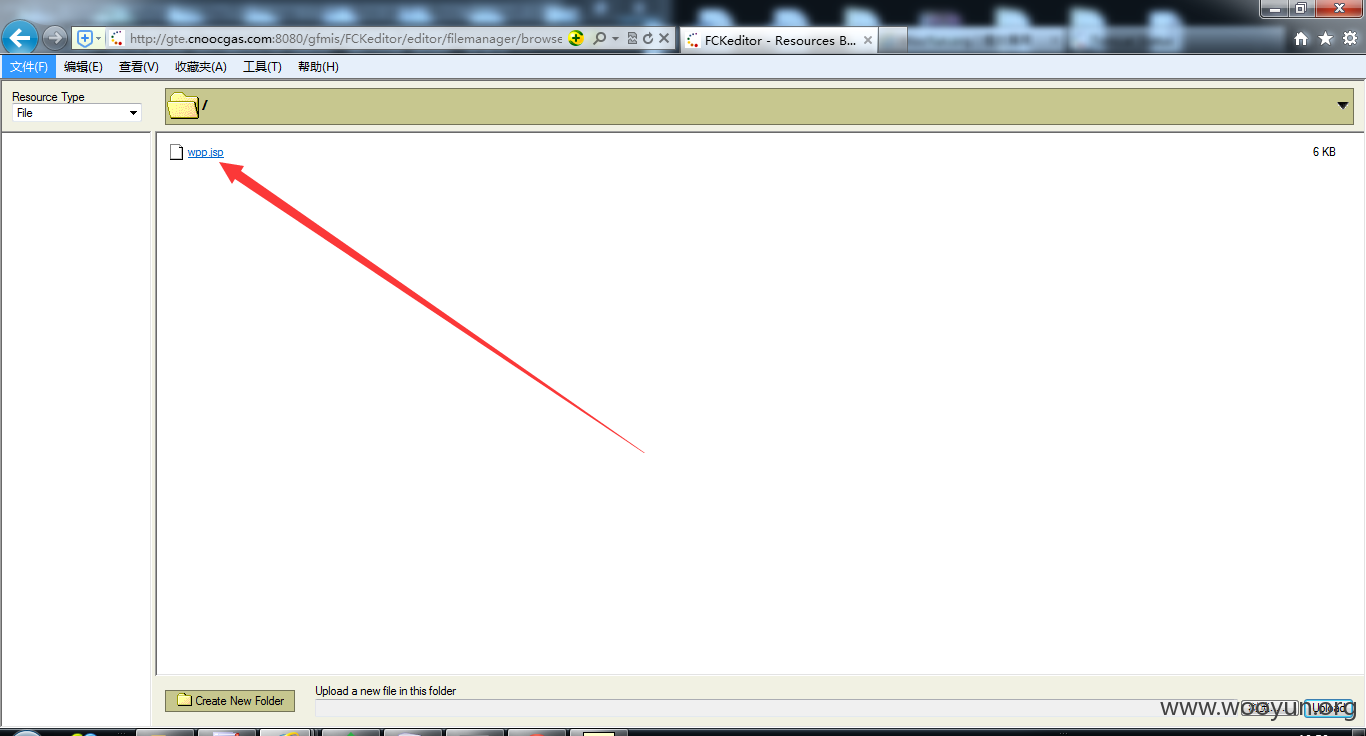 http://gte.cnoocgas.com:8080/gfmis/FCKeditor/editor/filemanager/browse
FCKeditor - Resources B...
文件(F) 编辑(E) 查看(V) 收藏夹(A) 工具(T) 帮助(H)
Resource Type
File
/
wpp.jsp
6 KB
Create New Folder
Upload a new file in this folder
Upload
www.wooyun.org